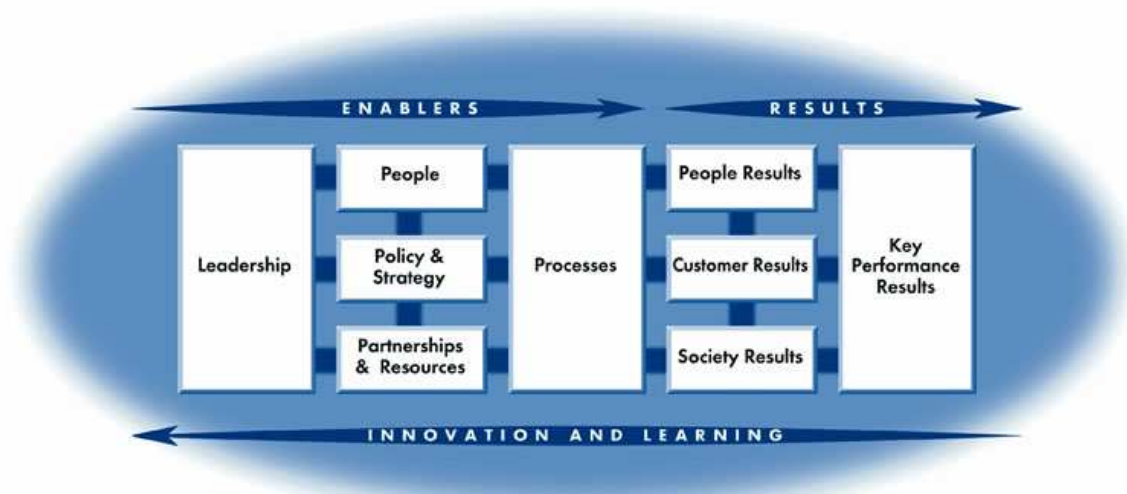 ENABLERS
RESULTS
Leadership
People
Policy &
Strategy
Partnerships
& Resources
Processes
People Results
Customer Results
Society Results
Key
Performance
Results
INNOVATION AND LEARNING